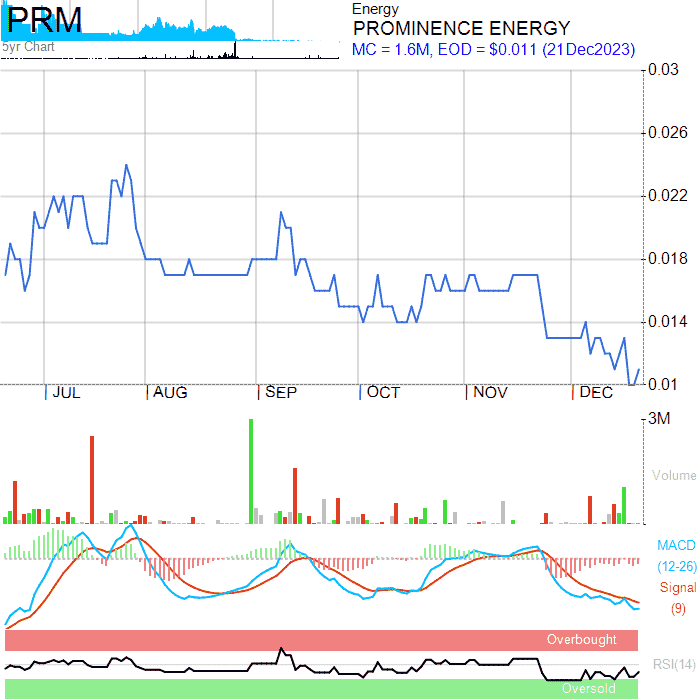 PRM
5yr Chart
Energy
PROMINENCE ENERGY
MC = 1.6M, EOD = $0.011 (21Dec2023)
0.03
0.026
0.022
0.018
0.014
0.01
JUL AUG SEP OCT NOV DEC
3M
Volume
MACD
(12-26)
Signal
(9)
Overbought
RSI(14)
Oversold